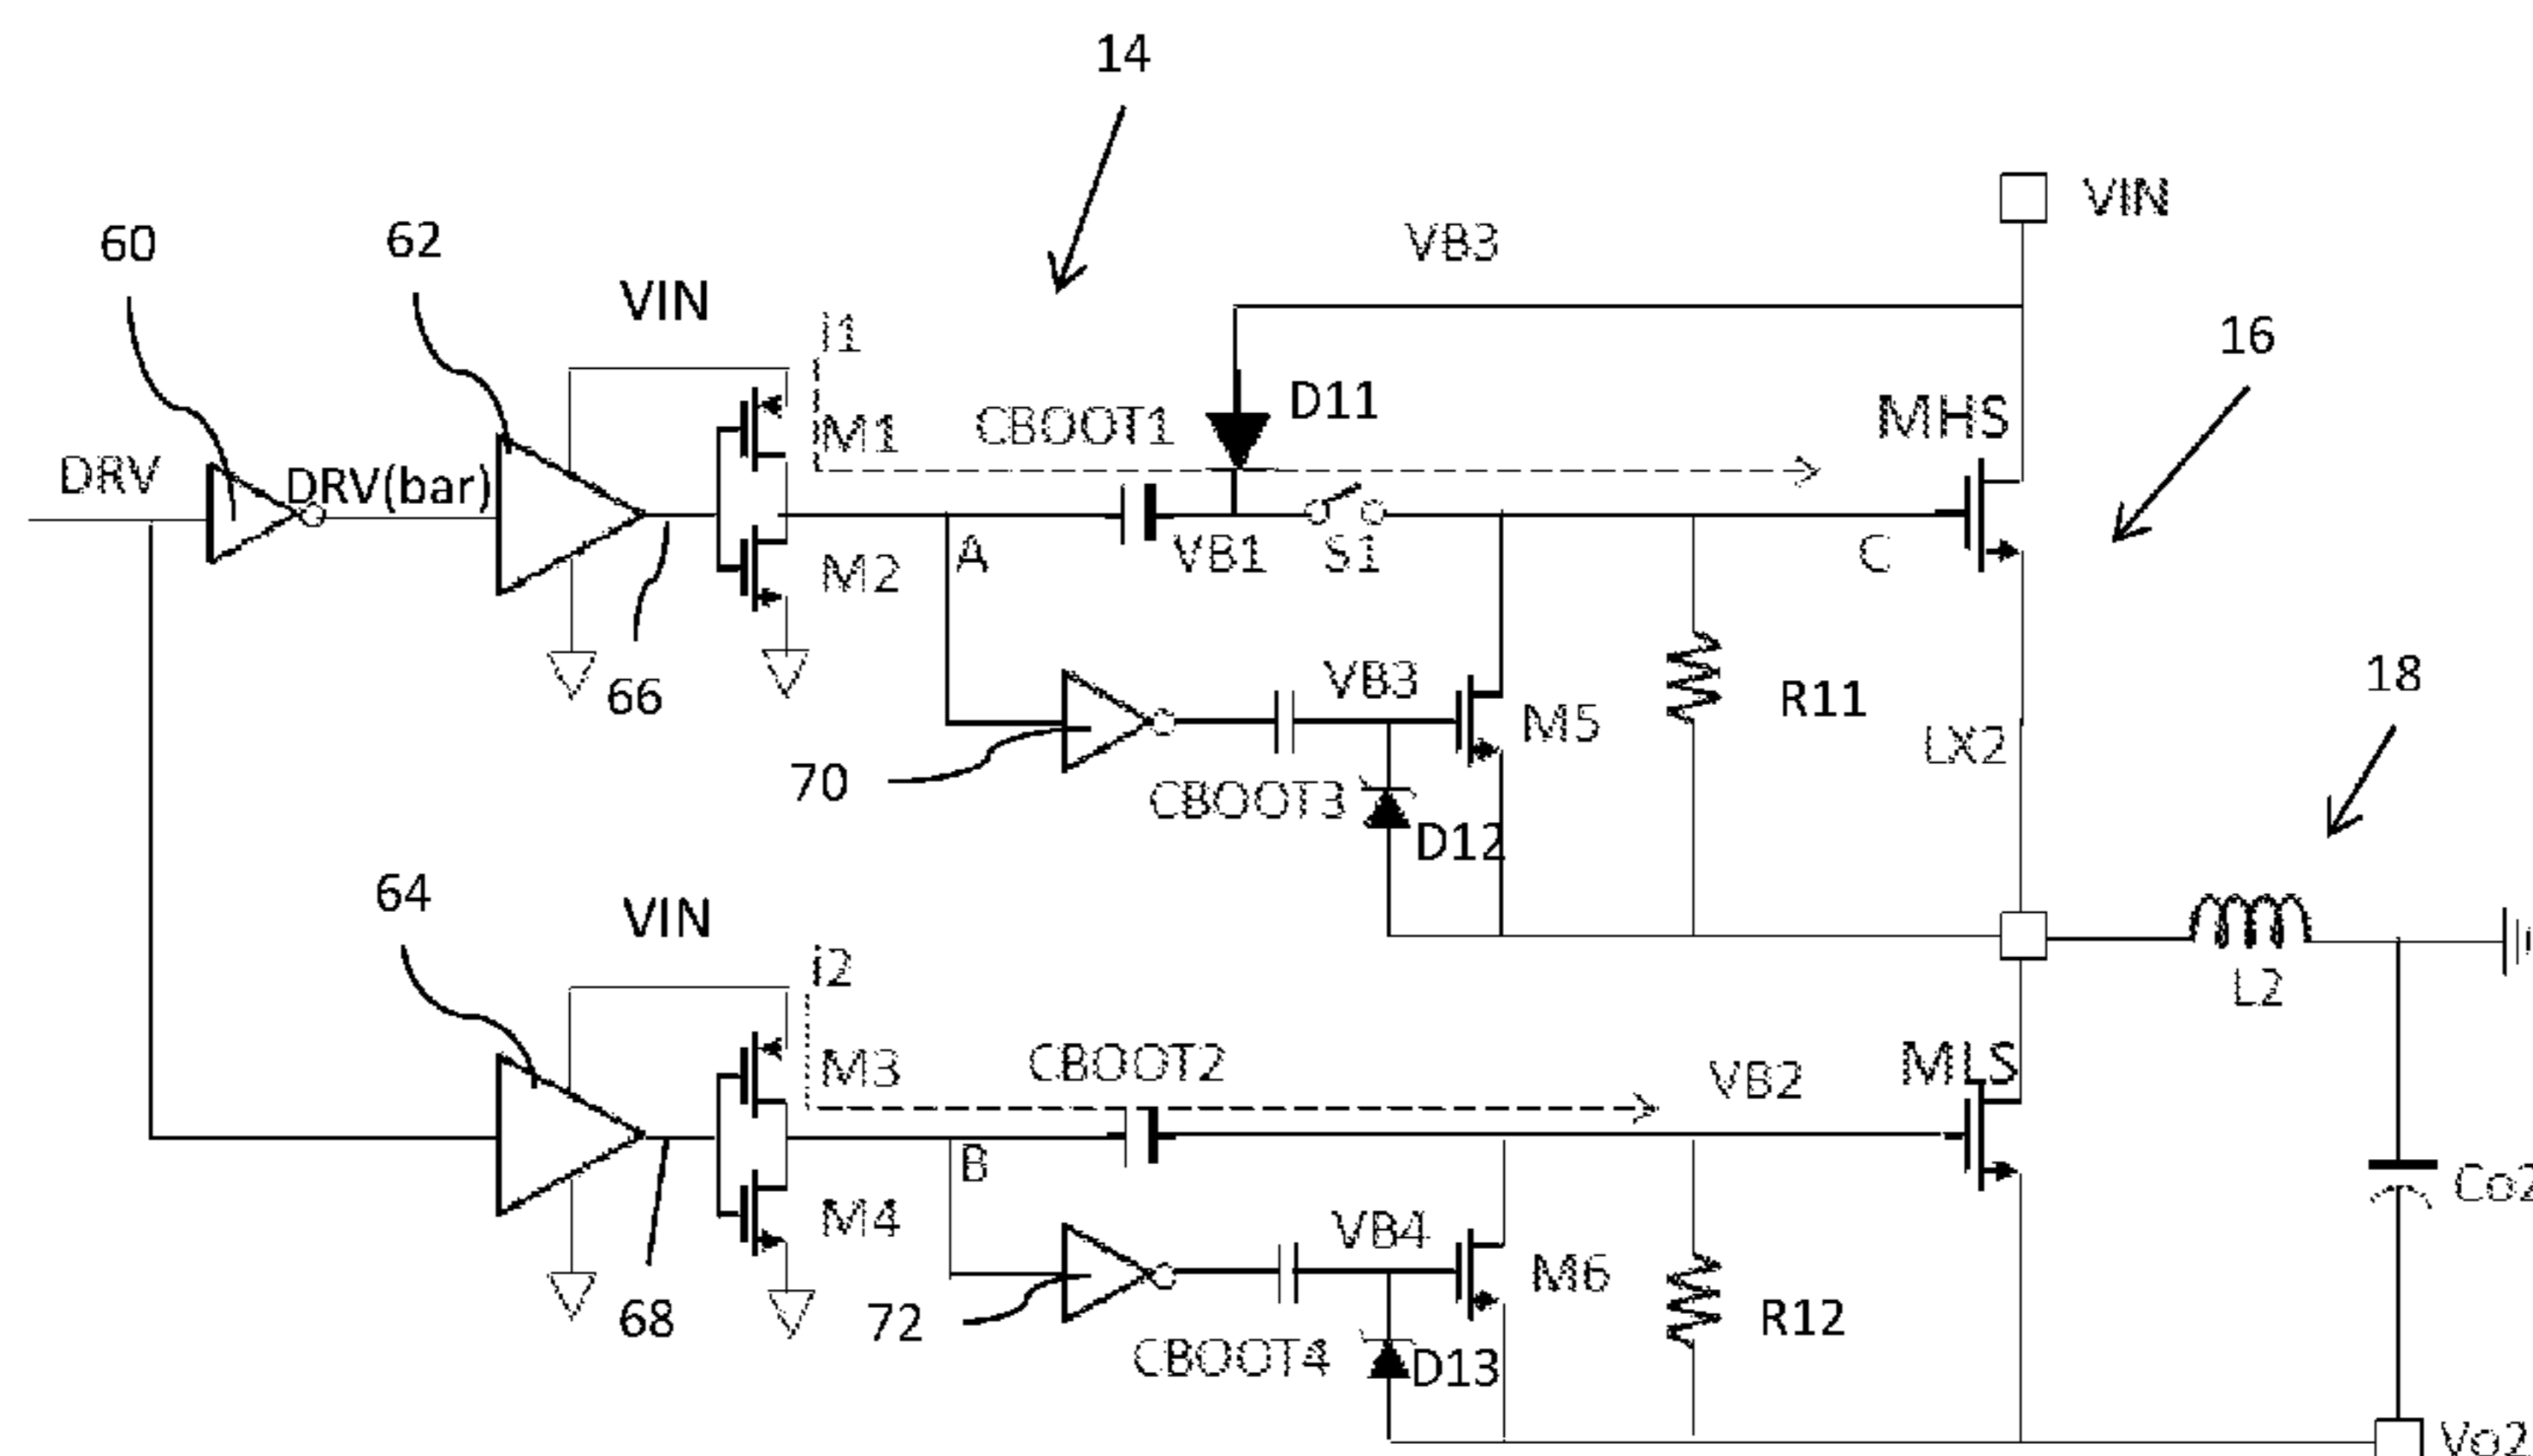 14
VIN
VB3
60
62
VIN
i1
16
D11
CBOOT1
M1
MHS
DRV
DRV(bar)
A
VB1
S1
C
M2
66
VB3
M5
R11
18
LX2
70
CBOOT3
D12
64
VIN
i2
L2
M3
CBOOT2
VB2
MLS
B
Co2
M4
VB4
M6
68
72
R12
CBOOT4
D13
Vo2